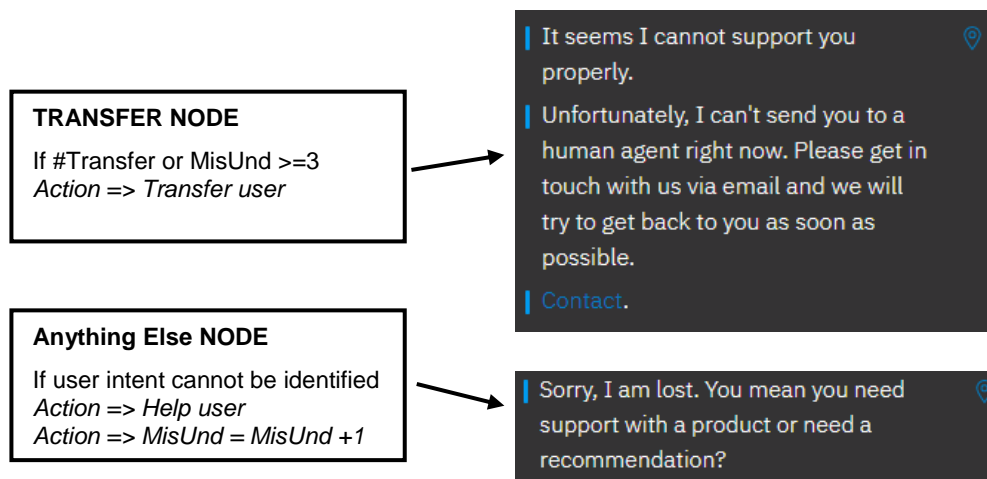 TRANSFER NODE
If #Transfer or MisUnd >=3
Action => Transfer user
It seems I cannot support you
properly.
Unfortunately, I can't send you to a
human agent right now. Please get in
touch with us via email and we will
try to get back to you as soon as
possible.
Contact.
Anything Else NODE
If user intent cannot be identified
Action => Help user
Action => MisUnd = MisUnd +1
Sorry, I am lost. You mean you need
support with a product or need a
recommendation?